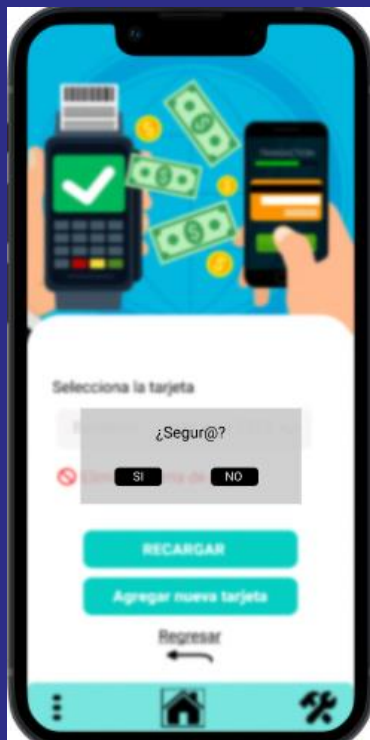 Selecciona la tarjeta
¿Segur@?
SI NO
RECARGAR
Agregar nueva tarjeta
Regresar